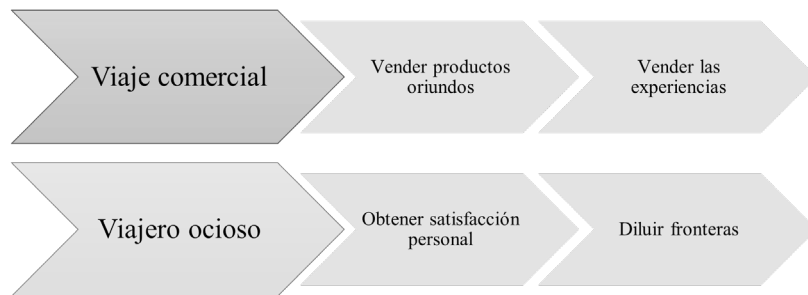 Viaje comercial
Vender productos
oriundos
Vender las
experiencias
Viajero ocioso
Obtener satisfacción
personal
Diluir fronteras